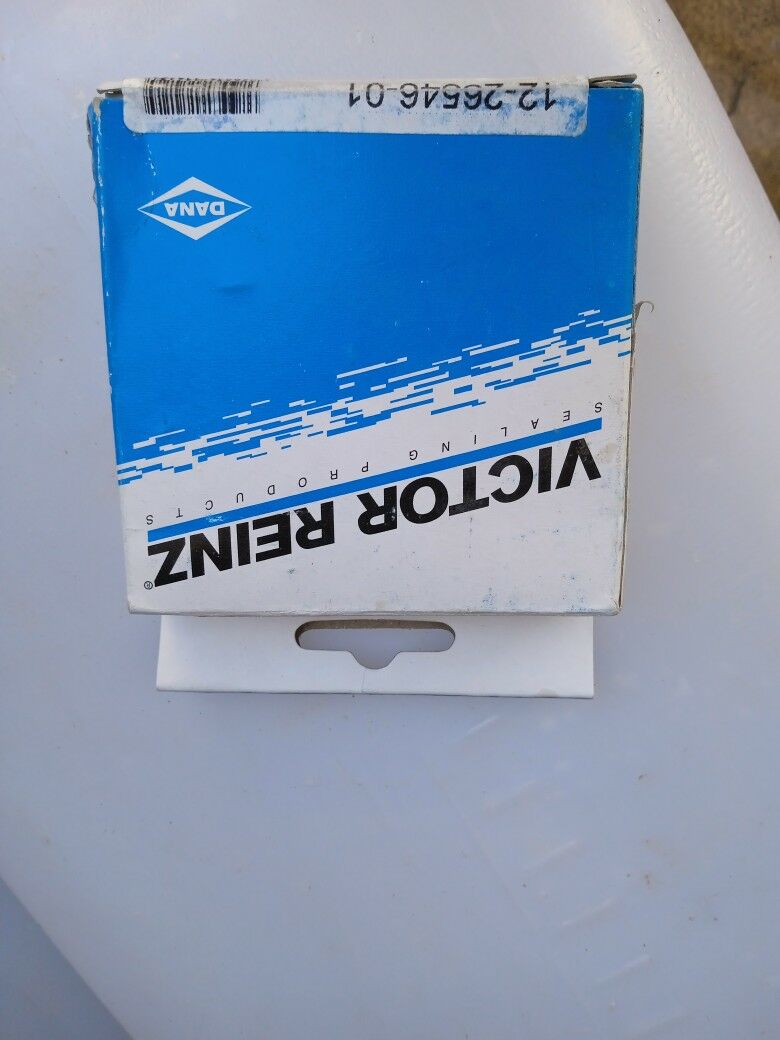 VICTOR REINZ®
SEALING PRODUCTS
DANA
12-26546-01